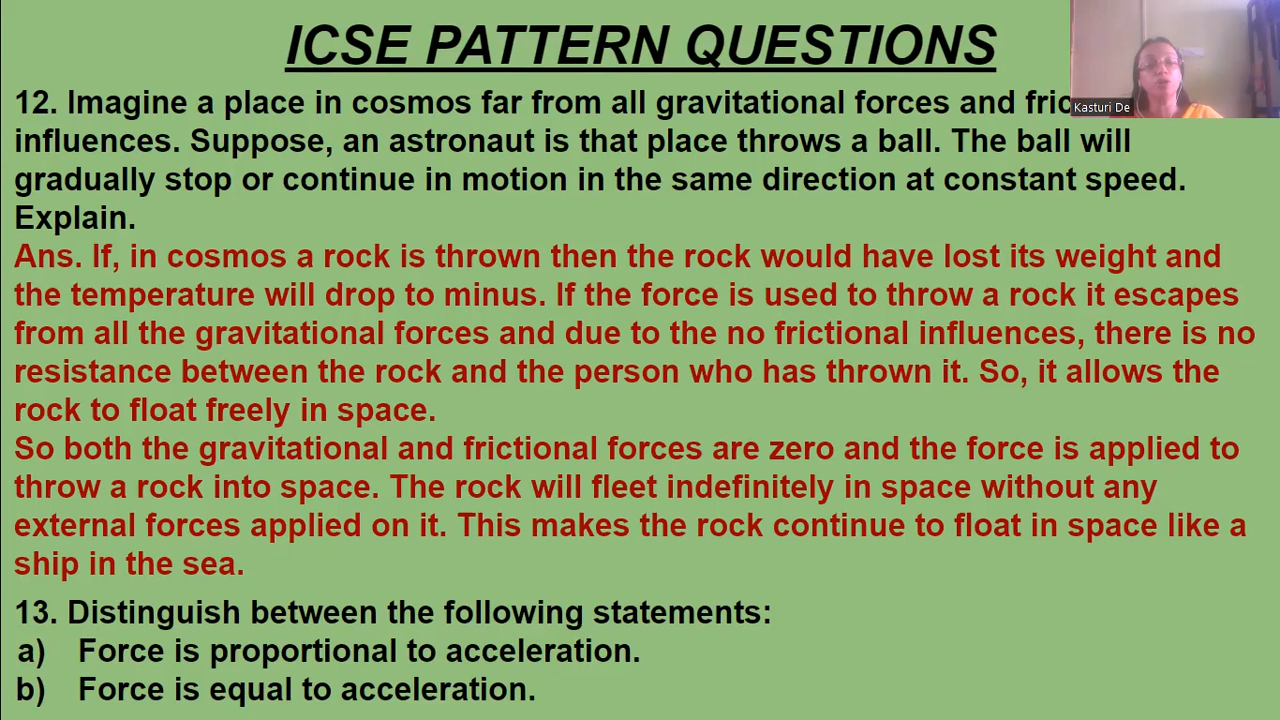 ICSE PATTERN QUESTIONS
Kasturi De
12. Imagine a place in cosmos far from all gravitational forces and
influences. Suppose, an astronaut is that place throws a ball. The ball will
gradually stop or continue in motion in the same direction at constant speed.
Explain.
Ans. If, in cosmos a rock is thrown then the rock would have lost its weight and
the temperature will drop to minus. If the force is used to throw a rock it escapes
from all the gravitational forces and due to the no frictional influences, there is no
resistance between the rock and the person who has thrown it. So, it allows the
rock to float freely in space.
So both the gravitational and frictional forces are zero and the force is applied to
throw a rock into space. The rock will fleet indefinitely in space without any
external forces applied on it. This makes the rock continue to float in space like a
ship in the sea.
13. Distinguish between the following statements:
a) Force is proportional to acceleration.
b) Force is equal to acceleration.